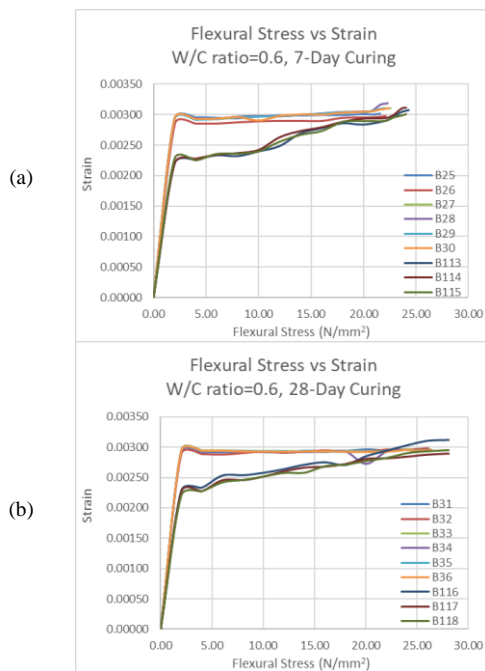 (a)
Flexural Stress vs Strain
W/C ratio=0.6, 7-Day Curing
0.00350
0.00300
0.00250
0.00200
0.00150
0.00100
0.00050
0.00000
Strain
B25
B26
B27
B28
B29
B30
B113
B114
B115
0.00 5.00 10.00 15.00 20.00 25.00 30.00
Flexural Stress (N/mm²)
(b)
Flexural Stress vs Strain
W/C ratio=0.6, 28-Day Curing
0.00350
0.00300
0.00250
0.00200
0.00150
0.00100
0.00050
0.00000
Strain
B31
B32
B33
B34
B35
B36
B116
B117
B118
0.00 5.00 10.00 15.00 20.00 25.00 30.00
Flexural Stress (N/mm²)